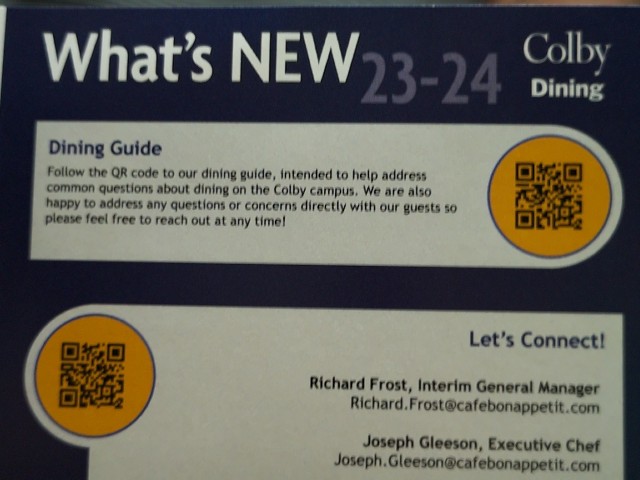 What's NEW 23-24
Colby
Dining
Dining Guide
Follow the QR code to our dining guide, intended to help address
common questions about dining on the Colby campus. We are also
happy to address any questions or concerns directly with our guests so
please feel free to reach out at any time!
Let's Connect!
Richard Frost, Interim General Manager
Richard.Frost@cafebonappetit.com
Joseph Gleeson, Executive Chef
Joseph.Gleeson@cafebonappetit.com